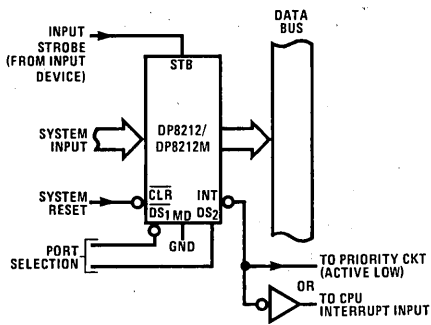 INPUT
STROBE
(FROM INPUT
DEVICE)
STB
DATA
BUS
SYSTEM
INPUT
DP8212/
DP8212M
SYSTEM
RESET
CLR INT
DS1 MD DS2
GND
PORT
SELECTION
TO PRIORITY CKT
(ACTIVE LOW)
OR
TO CPU
INTERRUPT INPUT